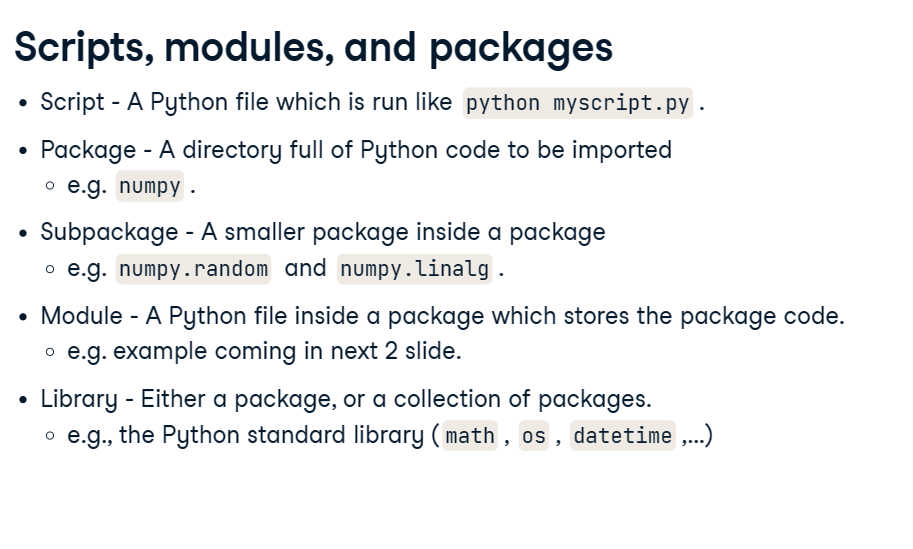 Scripts, modules, and packages
• Script - A Python file which is run like python myscript.py .
• Package - A directory full of Python code to be imported
◦ e.g. numpy .
• Subpackage - A smaller package inside a package
◦ e.g. numpy.random and numpy.linalg .
• Module - A Python file inside a package which stores the package code.
◦ e.g. example coming in next 2 slide.
• Library - Either a package, or a collection of packages.
◦ e.g., the Python standard library ( math , os , datetime ,...)